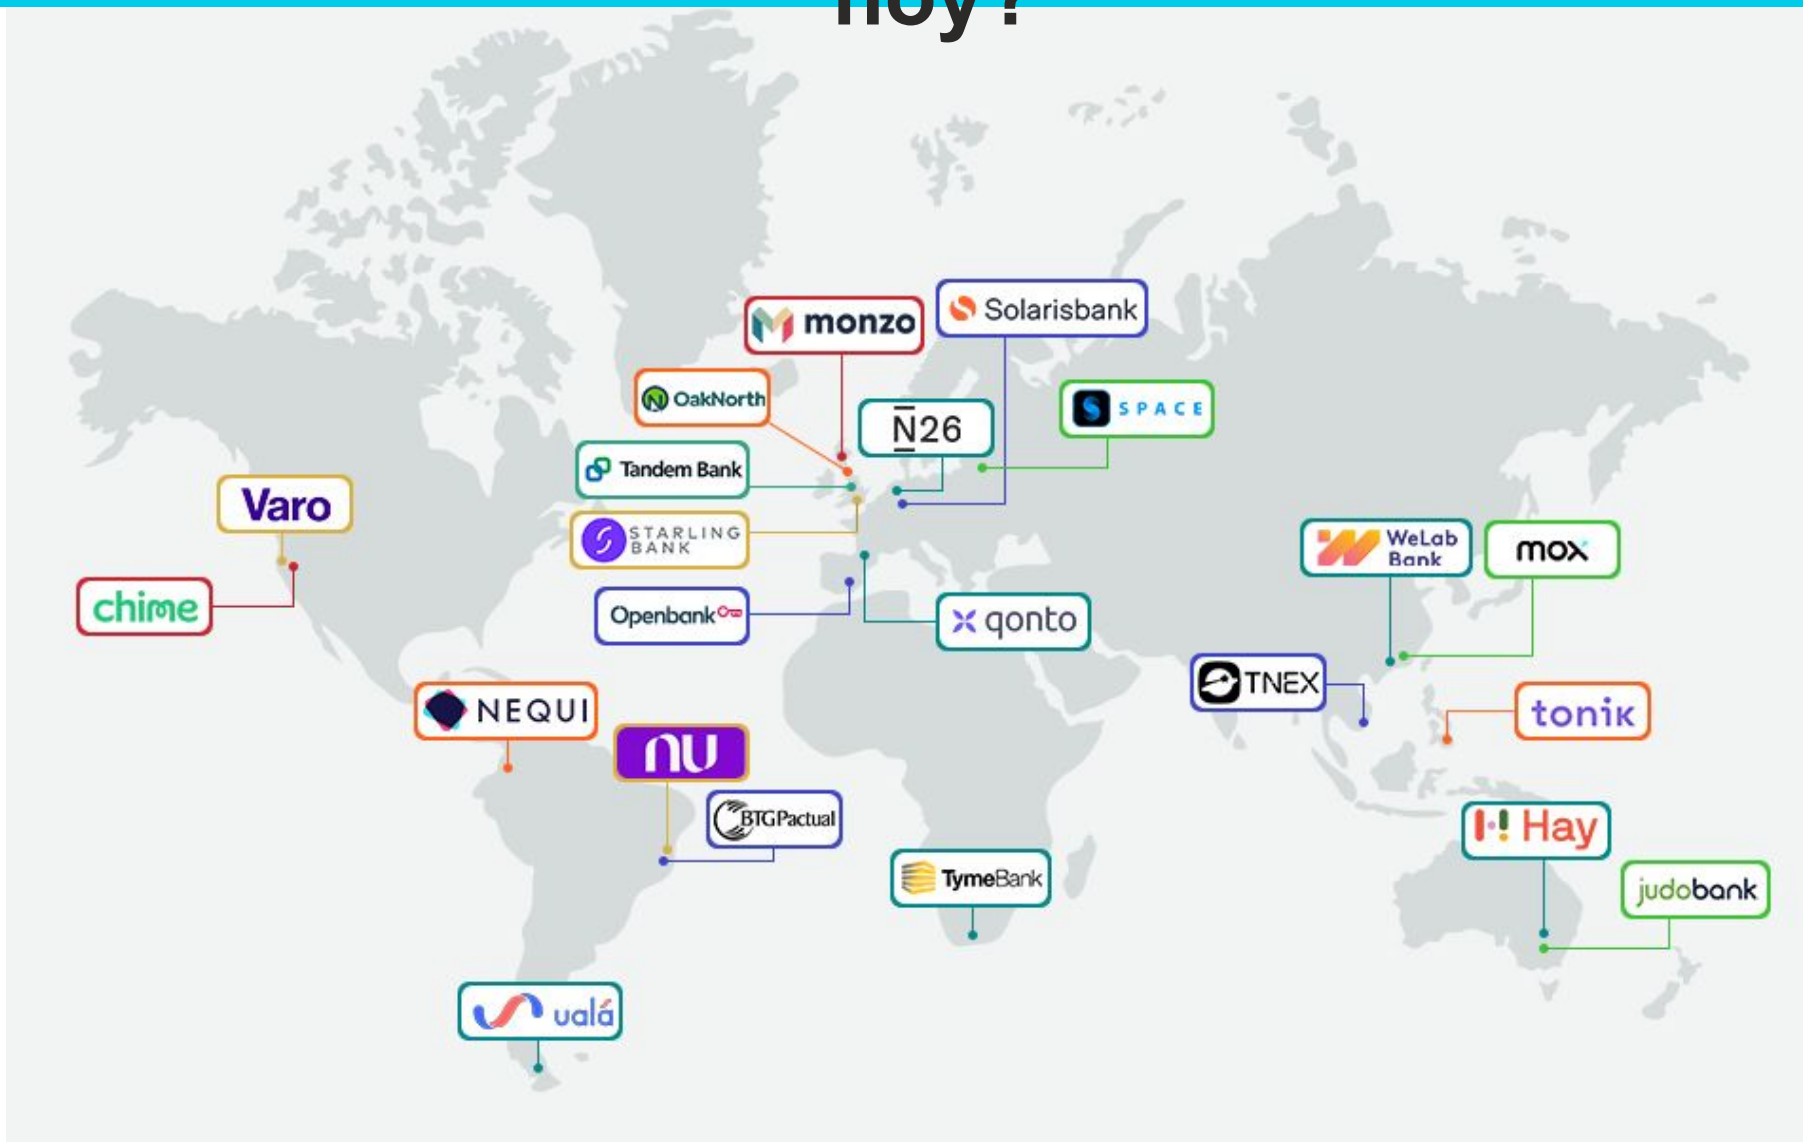 hoy?
monzo
Solarisbank
OakNorth
N26
SPACE
Tandem Bank
Varo
STARLING
BANK
WeLab
Bank
mox
chime
Openbank
qonto
TNEX
NEQUI
tonik
nu
BTGPactual
Hay
TymeBank
judobank
ualá